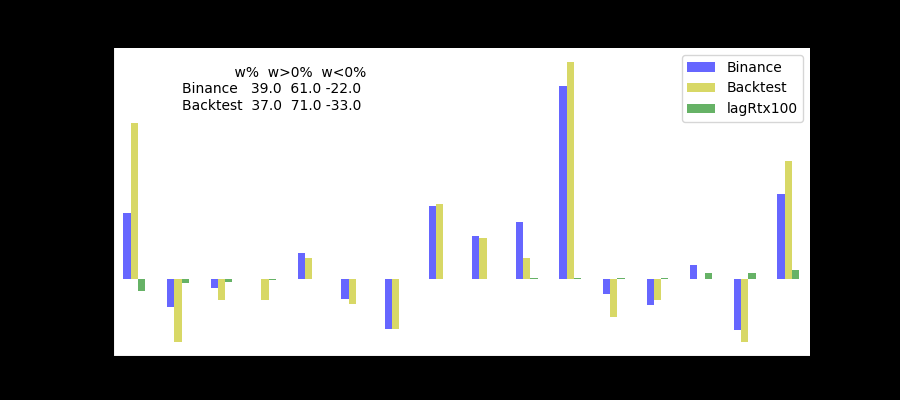 w%  w>0%  w<0%
Binance   39.0  61.0 -22.0
Backtest  37.0  71.0 -33.0
Binance
Backtest
lagRtx100